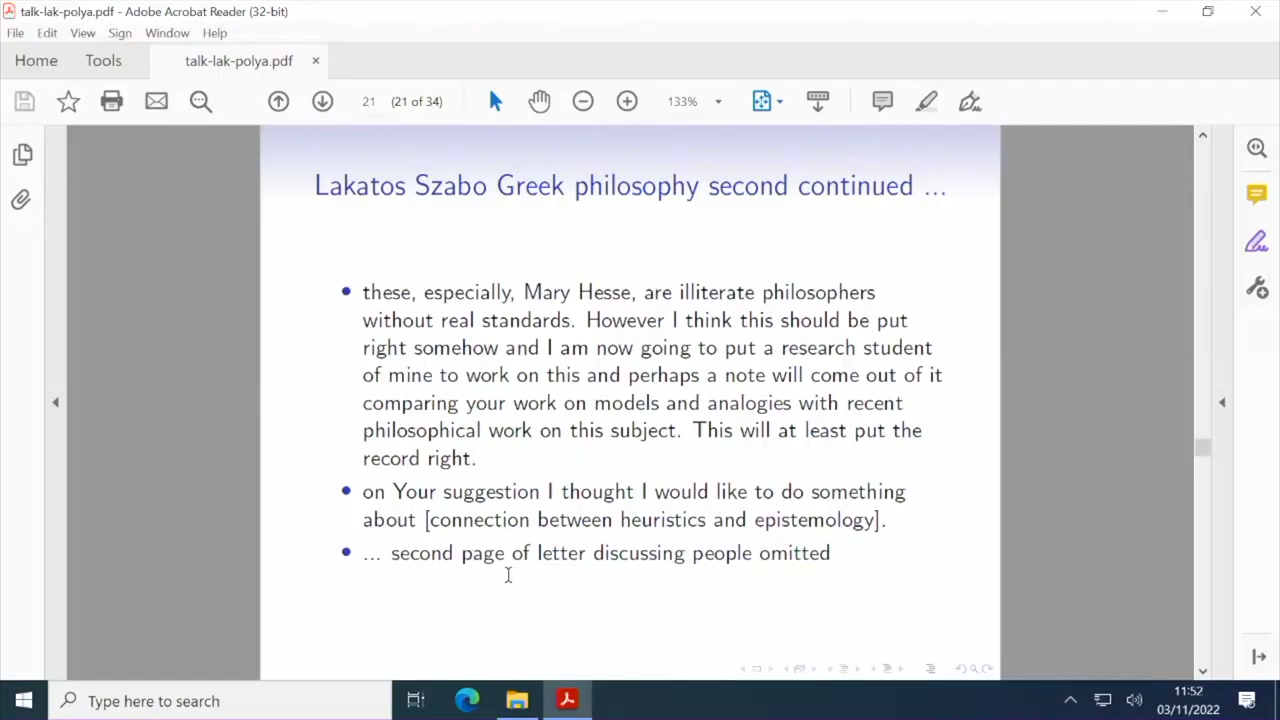 talk-lak-polya.pdf - Adobe Acrobat Reader (32-bit)
File Edit View Sign Window Help
Home Tools talk-lak-polya.pdf ×
21 (21 of 34) 133%
Lakatos Szabo Greek philosophy second continued ...
• these, especially, Mary Hesse, are illiterate philosophers
without real standards. However I think this should be put
right somehow and I am now going to put a research student
of mine to work on this and perhaps a note will come out of it
comparing your work on models and analogies with recent
philosophical work on this subject. This will at least put the
record right.
• on Your suggestion I thought I would like to do something
about [connection between heuristics and epistemology].
• ... second page of letter discussing people omitted
Type here to search
11:52
03/11/2022